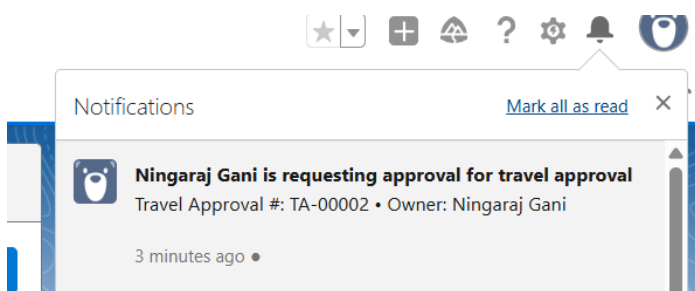 Notifications
Mark all as read
Ningaraj Gani is requesting approval for travel approval
Travel Approval #: TA-00002 • Owner: Ningaraj Gani
3 minutes ago •